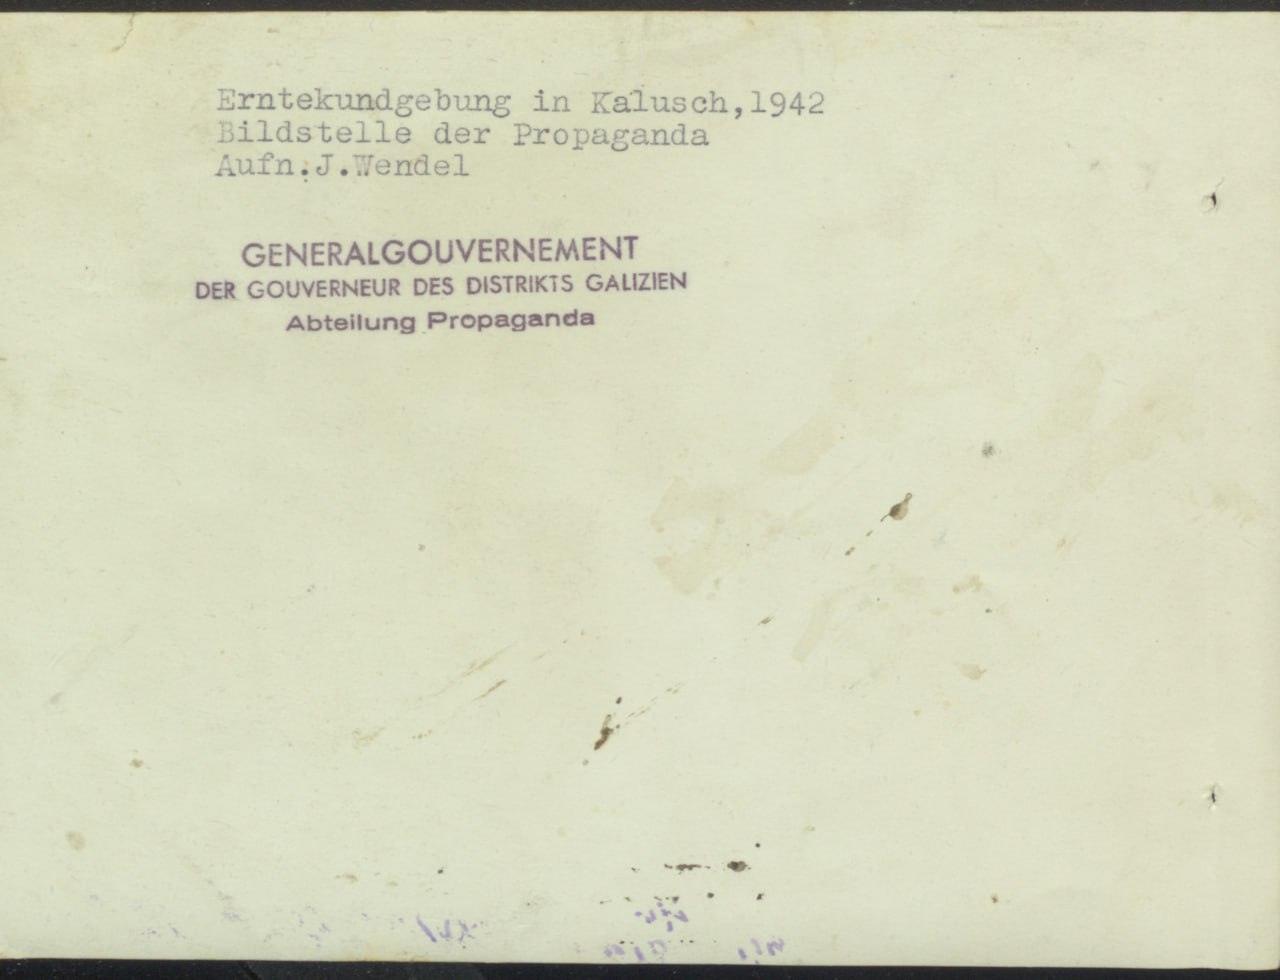 Erntekundgebung in Kalusch,1942
Bildstelle der Propaganda
Aufn.J.Wendel
GENERALGOUVERNEMENT
DER GOUVERNEUR DES DISTRIKTS GALIZIEN
Abteilung Propaganda